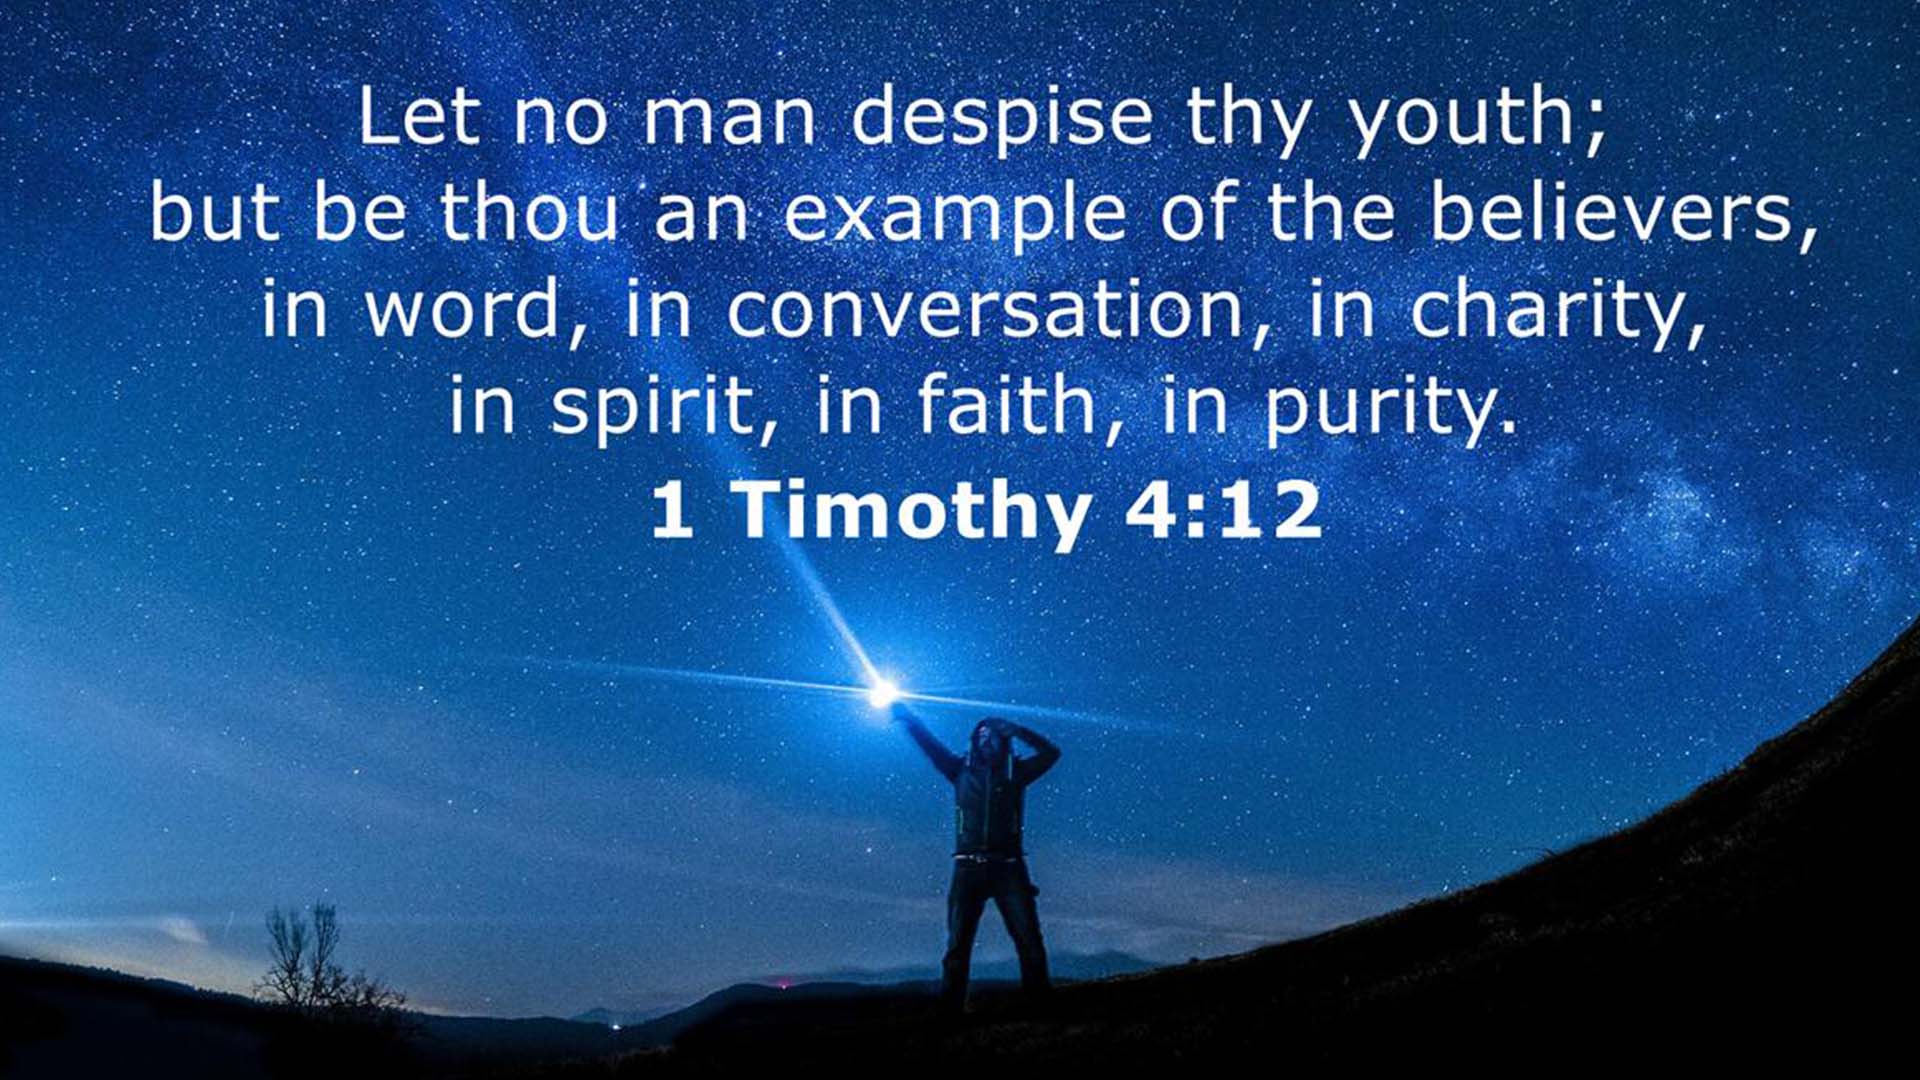 Let no man despise thy youth;
but be thou an example of the believers,
in word, in conversation, in charity,
in spirit, in faith, in purity.
1 Timothy 4:12